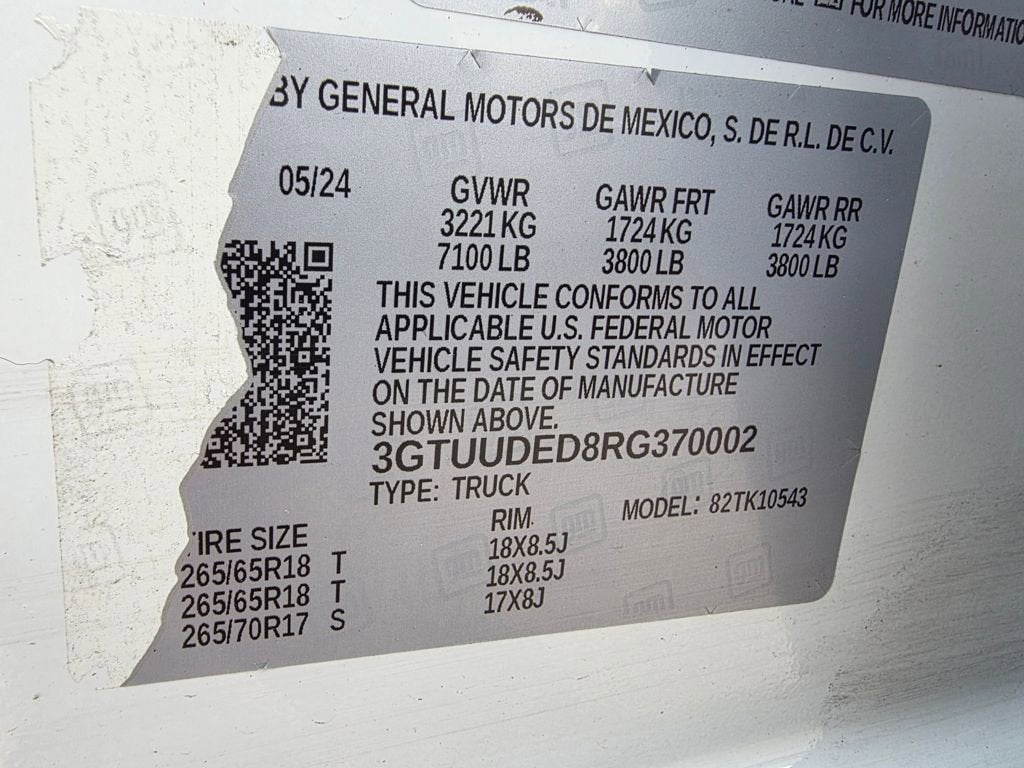 FOR MORE INFORMATIO
BY GENERAL MOTORS DE MEXICO, S. DE R.L. DE C.V.
05/24 GVWR GAWR FRT GAWR RR
3221 KG 1724 KG 1724 KG
7100 LB 3800 LB 3800 LB
THIS VEHICLE CONFORMS TO ALL
APPLICABLE U.S. FEDERAL MOTOR
VEHICLE SAFETY STANDARDS IN EFFECT
ON THE DATE OF MANUFACTURE
SHOWN ABOVE.
3GTUUDED8RG370002
TYPE: TRUCK MODEL: 82TK10543
IRE SIZE RIM
265/65R18 T 18X8.5J
265/65R18 T 18X8.5J
265/70R17 S 17X8J